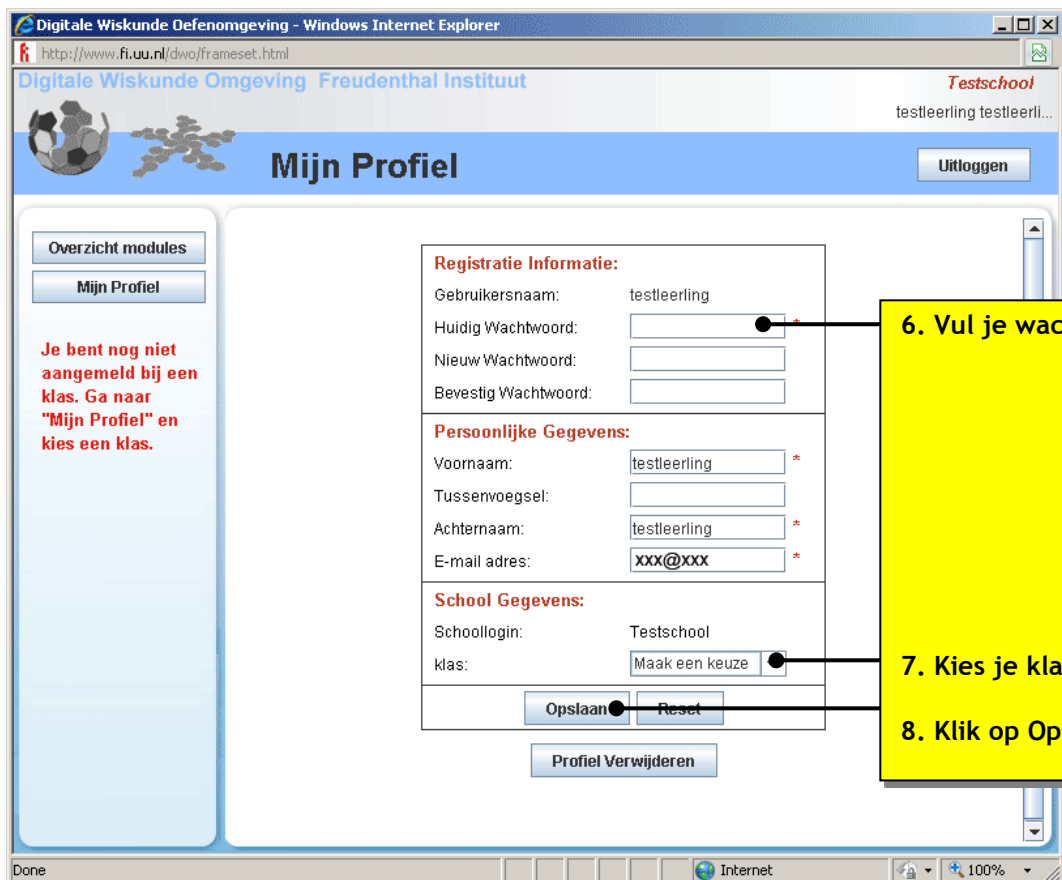 Digitale Wiskunde Oefenomgeving - Windows Internet Explorer
http://www.fi.uu.nl/dwo/frameset.html
Digitale Wiskunde Omgeving Freudenthal Instituut
Testschool
testleerling testleerli...
Mijn Profiel
Uitloggen
Overzicht modules
Mijn Profiel
Je bent nog niet
aangemeld bij een
klas. Ga naar
"Mijn Profiel" en
kies een klas.
Registratie Informatie:
Gebruikersnaam: testleerling
Huidig Wachtwoord: *
Nieuw Wachtwoord:
Bevestig Wachtwoord:
Persoonlijke Gegevens:
Voornaam: testleerling *
Tussenvoegsel:
Achternaam: testleerling *
E-mail adres: xxx@xxx *
School Gegevens:
Schoollogin: Testschool
klas: Maak een keuze
Opslaan Reset
Profiel Verwijderen
6. Vul je wac
7. Kies je kla
8. Klik op Op
Done Internet 100%